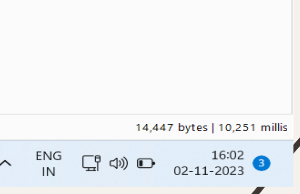 14,447 bytes | 10,251 millis
ENG
IN
16:02
02-11-2023
3